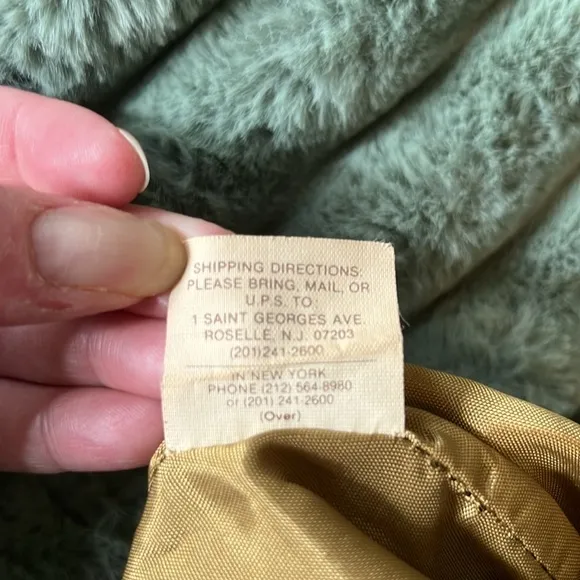 SHIPPING DIRECTIONS:
PLEASE BRING, MAIL, OR
U.P.S. TO:
1 SAINT GEORGES AVE.
ROSELLE, N.J. 07203
(201)241-2600
IN NEW YORK
PHONE (212) 564-8980
or (201) 241-2600
(Over)